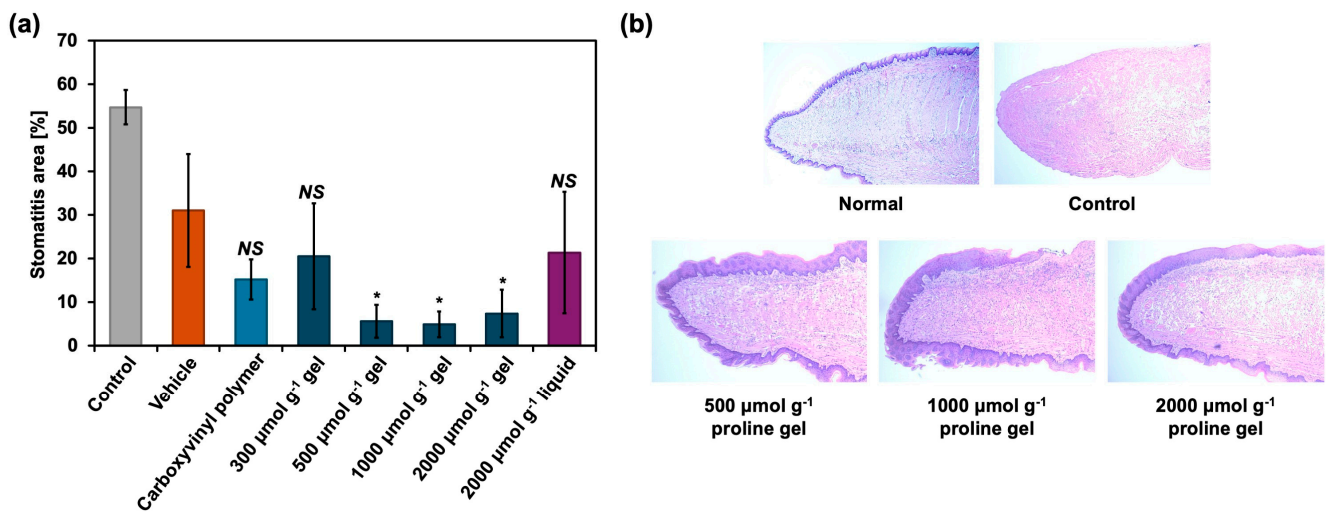 (a)
70
60
50
40
30
20
10
0
Stomatitis area [%]
NS
NS
*
*
*
NS
Control
Vehicle
Carboxyvinyl polymer
300 µmol g⁻¹ gel
500 µmol g⁻¹ gel
1000 µmol g⁻¹ gel
2000 µmol g⁻¹ gel
2000 µmol g⁻¹ liquid
(b)
Normal
Control
500 µmol g⁻¹
proline gel
1000 µmol g⁻¹
proline gel
2000 µmol g⁻¹
proline gel